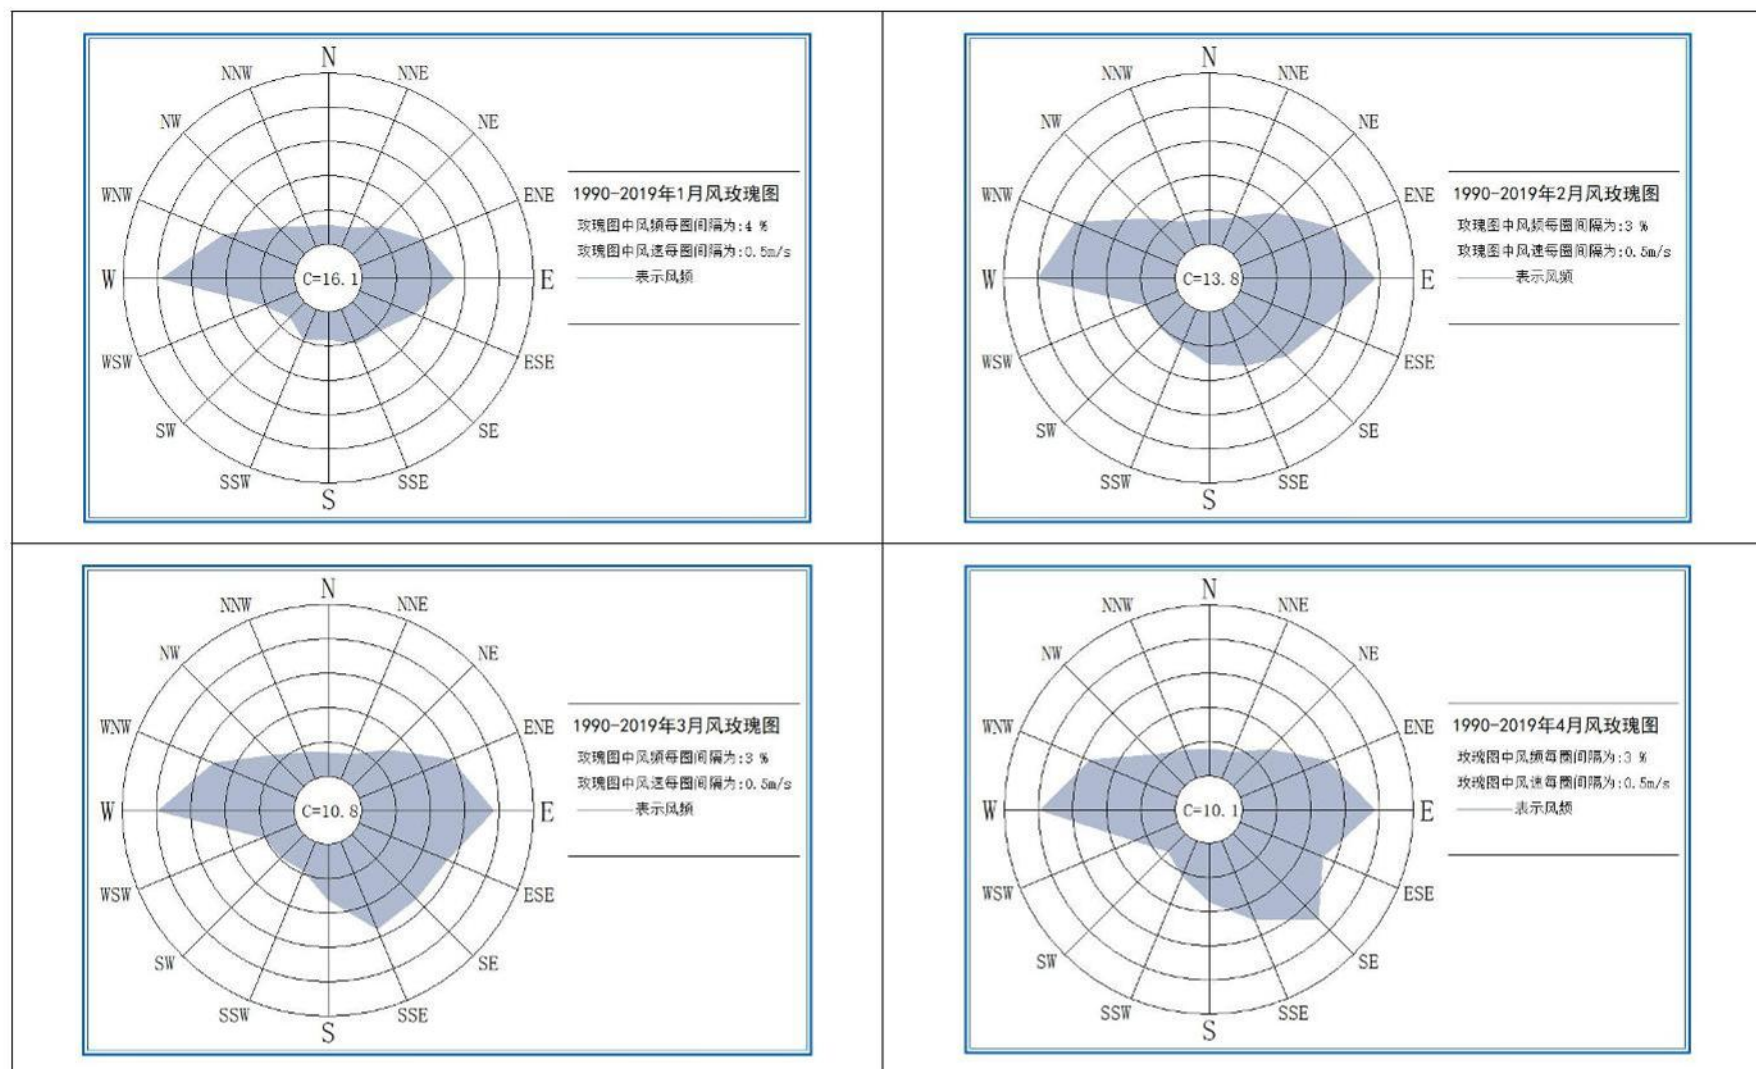 N
NNW
NNE
NW
NE
WNW
ENE
W
C=16.1
E
WSW
ESE
SW
SE
SSW
SSE
S
1990-2019年1月风玫瑰图
玫瑰图中风频每圈间隔为:4 %
玫瑰图中风速每圈间隔为:0.5m/s
表示风频
N
NNW
NNE
NW
NE
WNW
ENE
W
C=13.8
E
WSW
ESE
SW
SE
SSW
SSE
S
1990-2019年2月风玫瑰图
玫瑰图中风频每圈间隔为:3 %
玫瑰图中风速每圈间隔为:0.5m/s
表示风频
N
NNW
NNE
NW
NE
WNW
ENE
W
C=10.8
E
WSW
ESE
SW
SE
SSW
SSE
S
1990-2019年3月风玫瑰图
玫瑰图中风频每圈间隔为:3 %
玫瑰图中风速每圈间隔为:0.5m/s
表示风频
N
NNW
NNE
NW
NE
WNW
ENE
W
C=10.1
E
WSW
ESE
SW
SE
SSW
SSE
S
1990-2019年4月风玫瑰图
玫瑰图中风频每圈间隔为:3 %
玫瑰图中风速每圈间隔为:0.5m/s
表示风频